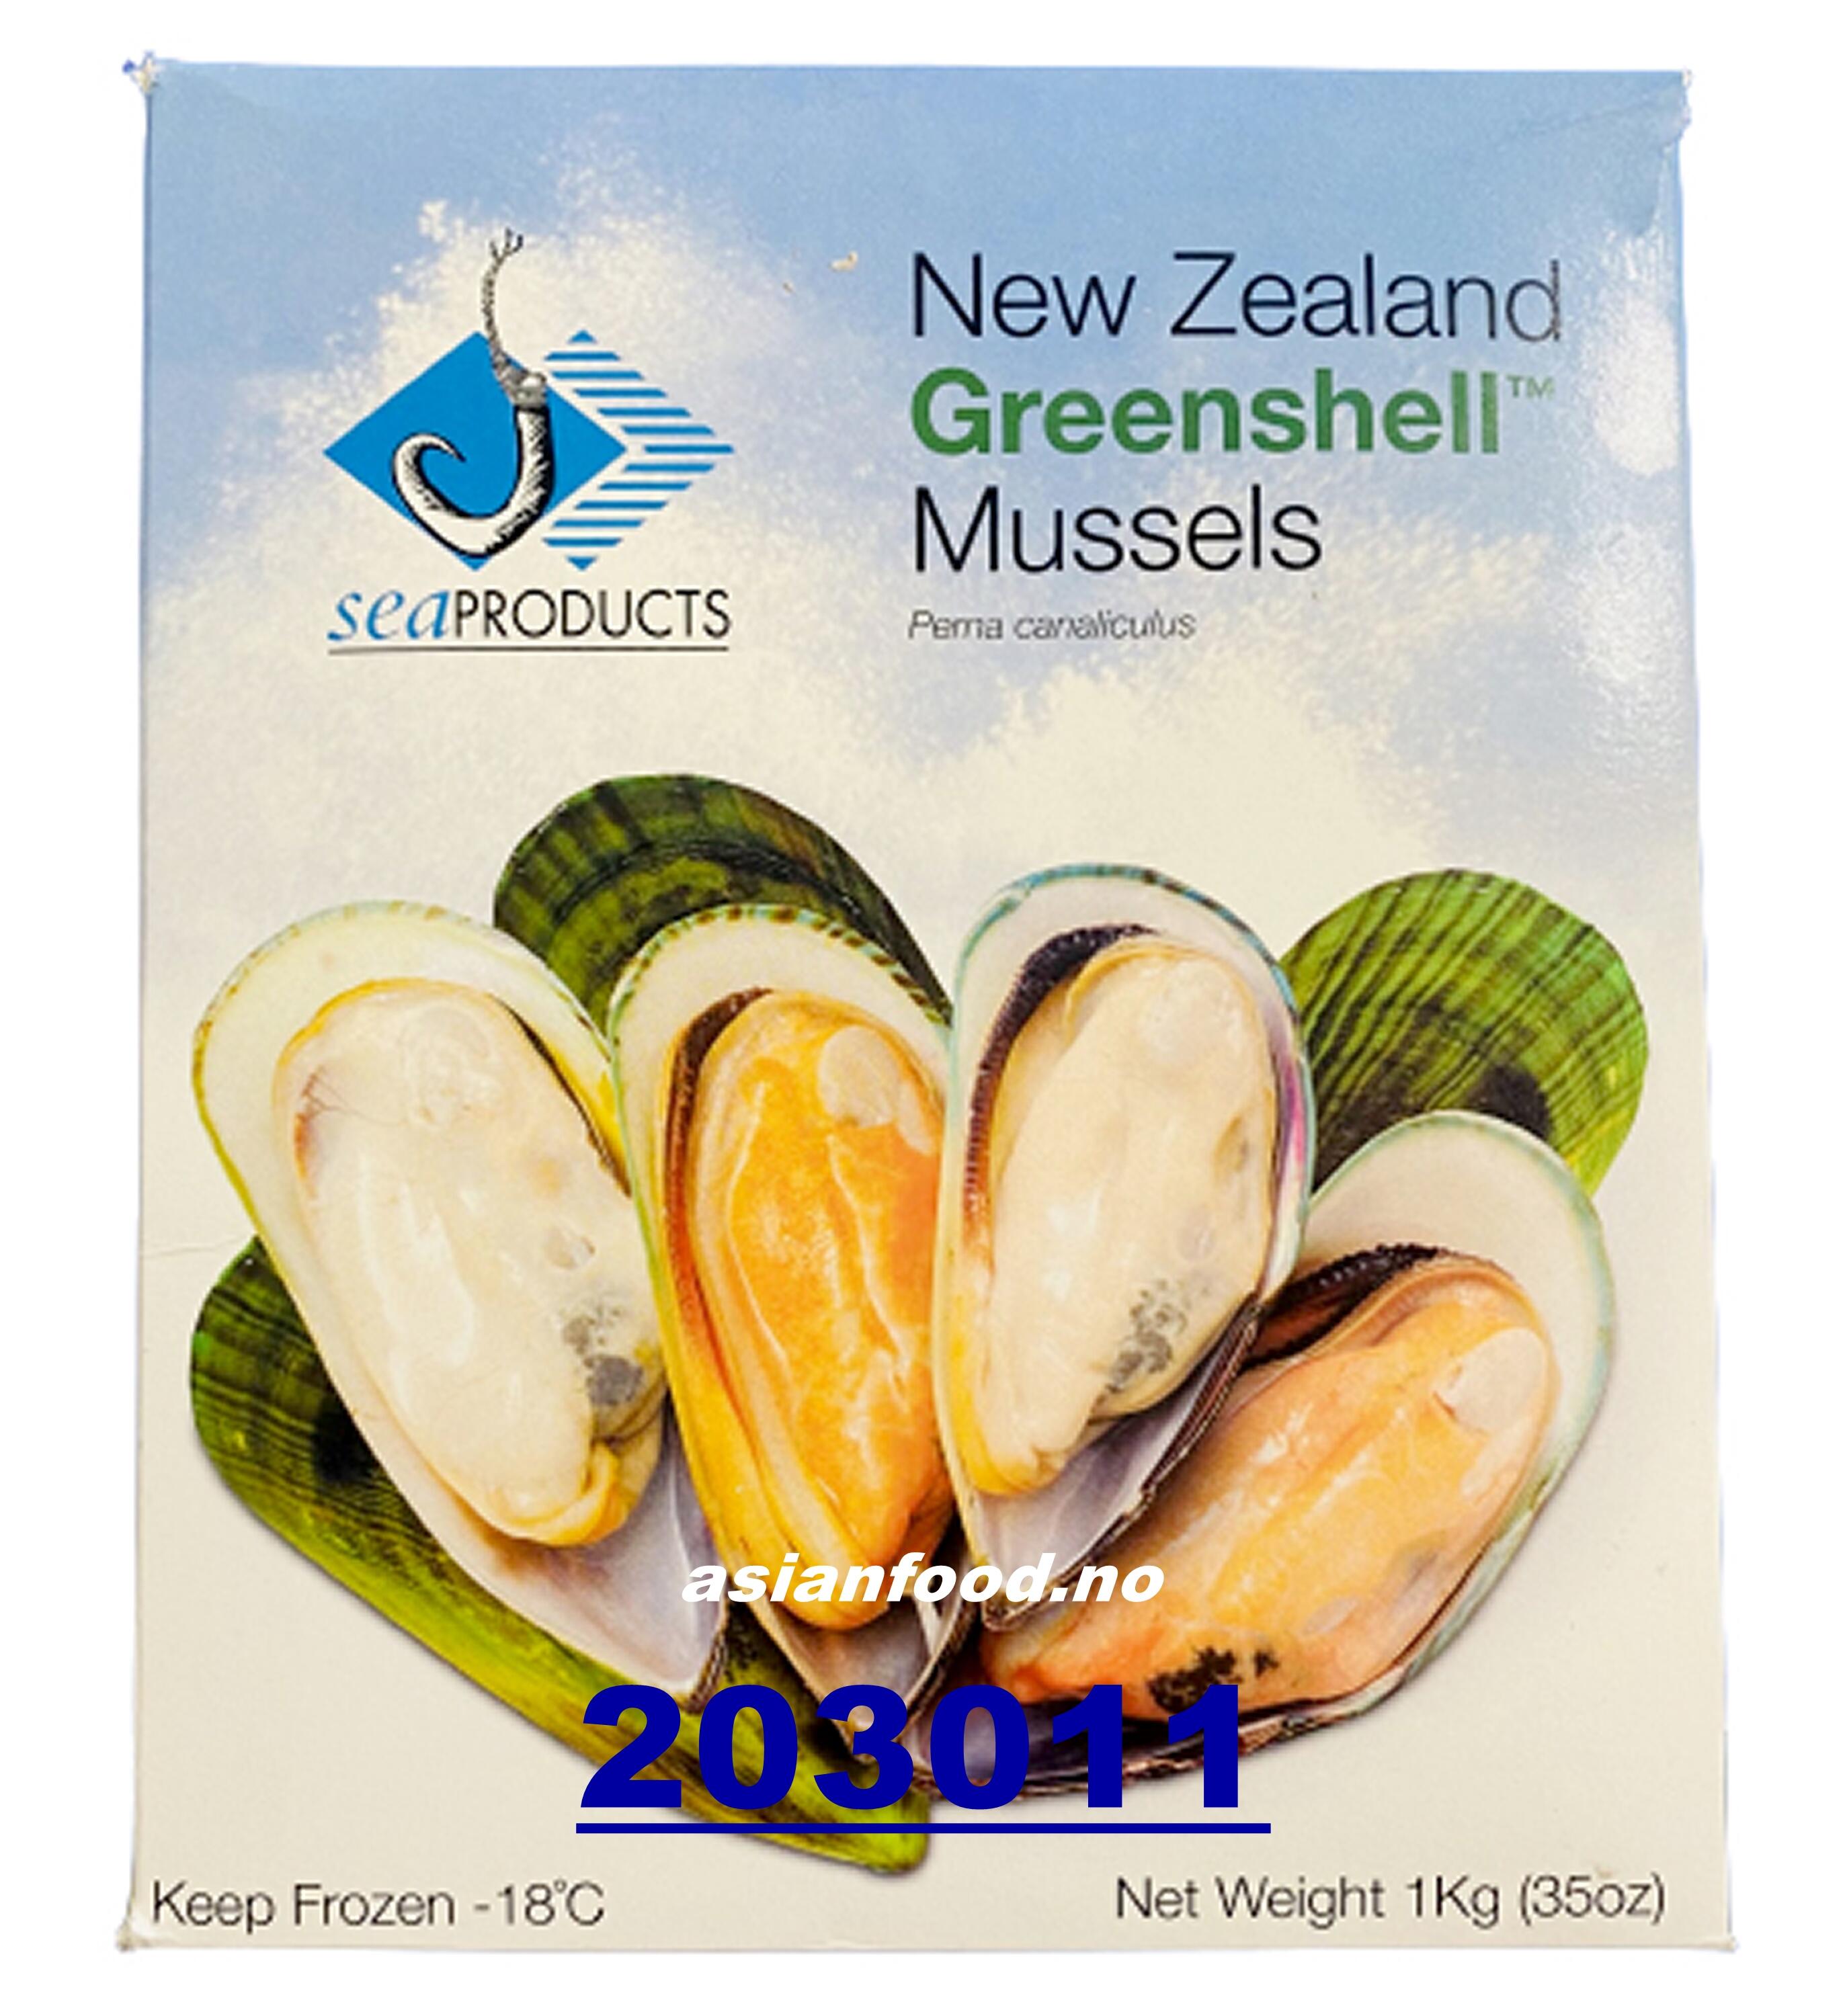 New Zealand
Greenshell™
Mussels
Perna canaliculus
seaPRODUCTS
asianfood.no
203011
Keep Frozen -18°C
Net Weight 1Kg (35oz)